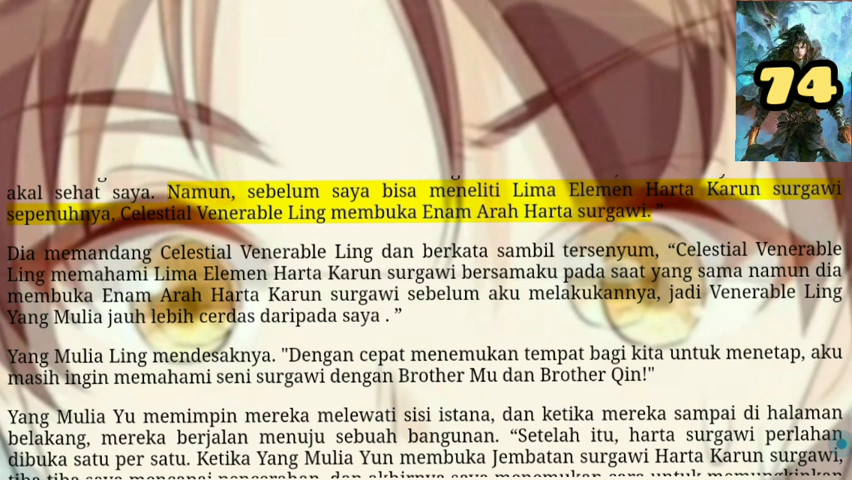 74
akal sehat saya. Namun, sebelum saya bisa meneliti Lima Elemen Harta Karun surgawi
sepenuhnya, Celestial Venerable Ling membuka Enam Arah Harta surgawi. ”
Dia memandang Celestial Venerable Ling dan berkata sambil tersenyum, “Celestial Venerable
Ling memahami Lima Elemen Harta Karun surgawi bersamaku pada saat yang sama namun dia
membuka Enam Arah Harta Karun surgawi sebelum aku melakukannya, jadi Venerable Ling
Yang Mulia jauh lebih cerdas daripada saya . ”
Yang Mulia Ling mendesaknya. "Dengan cepat menemukan tempat bagi kita untuk menetap, aku
masih ingin memahami seni surgawi dengan Brother Mu dan Brother Qin!"
Yang Mulia Yu memimpin mereka melewati sisi istana, dan ketika mereka sampai di halaman
belakang, mereka berjalan menuju sebuah bangunan. “Setelah itu, harta surgawi perlahan
dibuka satu per satu. Ketika Yang Mulia Yun membuka Jembatan surgawi Harta Karun surgawi,